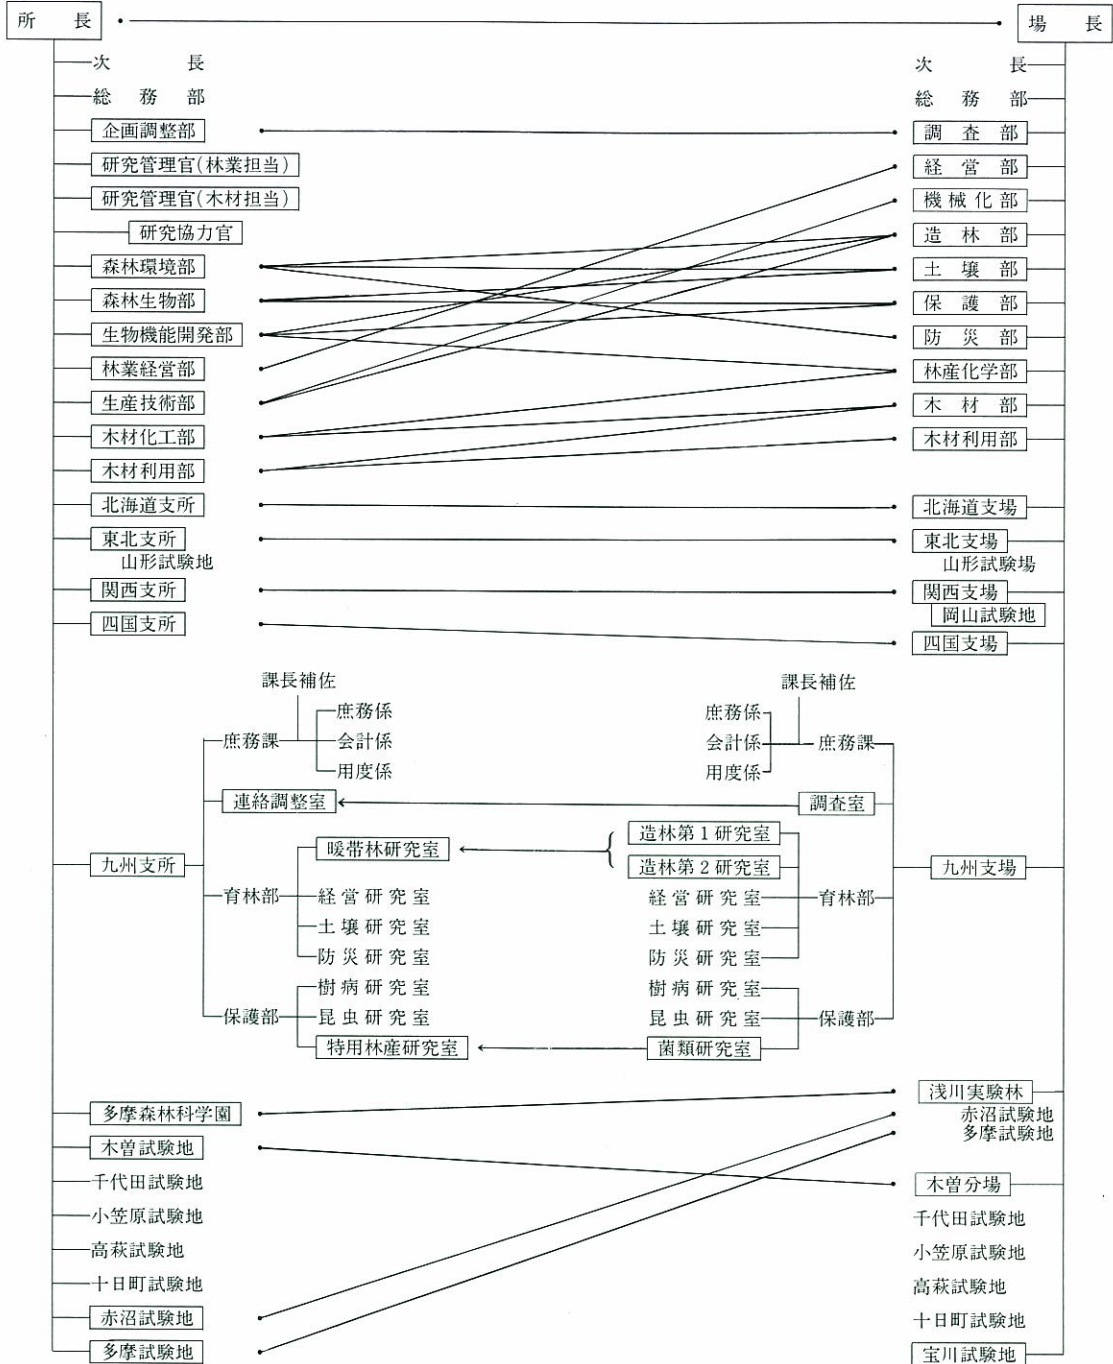 所長
場長
次長
総務部
企画調整部
研究管理官(林業担当)
研究管理官(木材担当)
研究協力官
森林環境部
森林生物部
生物機能開発部
林業経営部
生産技術部
木材化工部
木材利用部
北海道支所
東北支所
山形試験地
関西支所
四国支所
次長
総務部
調査部
経営部
機械化部
造林部
土壌部
保護部
防災部
林産化学部
木材部
木材利用部
北海道支場
東北支場
山形試験場
関西支場
岡山試験地
四国支場
九州支所
課長補佐
庶務課
庶務係
会計係
用度係
連絡調整室
育林部
暖帯林研究室
経営研究室
土壌研究室
防災研究室
保護部
樹病研究室
昆虫研究室
特用林産研究室
課長補佐
庶務係
会計係
用度係
庶務課
調査室
造林第1研究室
造林第2研究室
経営研究室
土壌研究室
防災研究室
育林部
樹病研究室
昆虫研究室
菌類研究室
保護部
九州支場
多摩森林科学園
木曽試験地
千代田試験地
小笠原試験地
高萩試験地
十日町試験地
赤沼試験地
多摩試験地
浅川実験林
赤沼試験地
多摩試験地
木曽分場
千代田試験地
小笠原試験地
高萩試験地
十日町試験地
宝川試験地